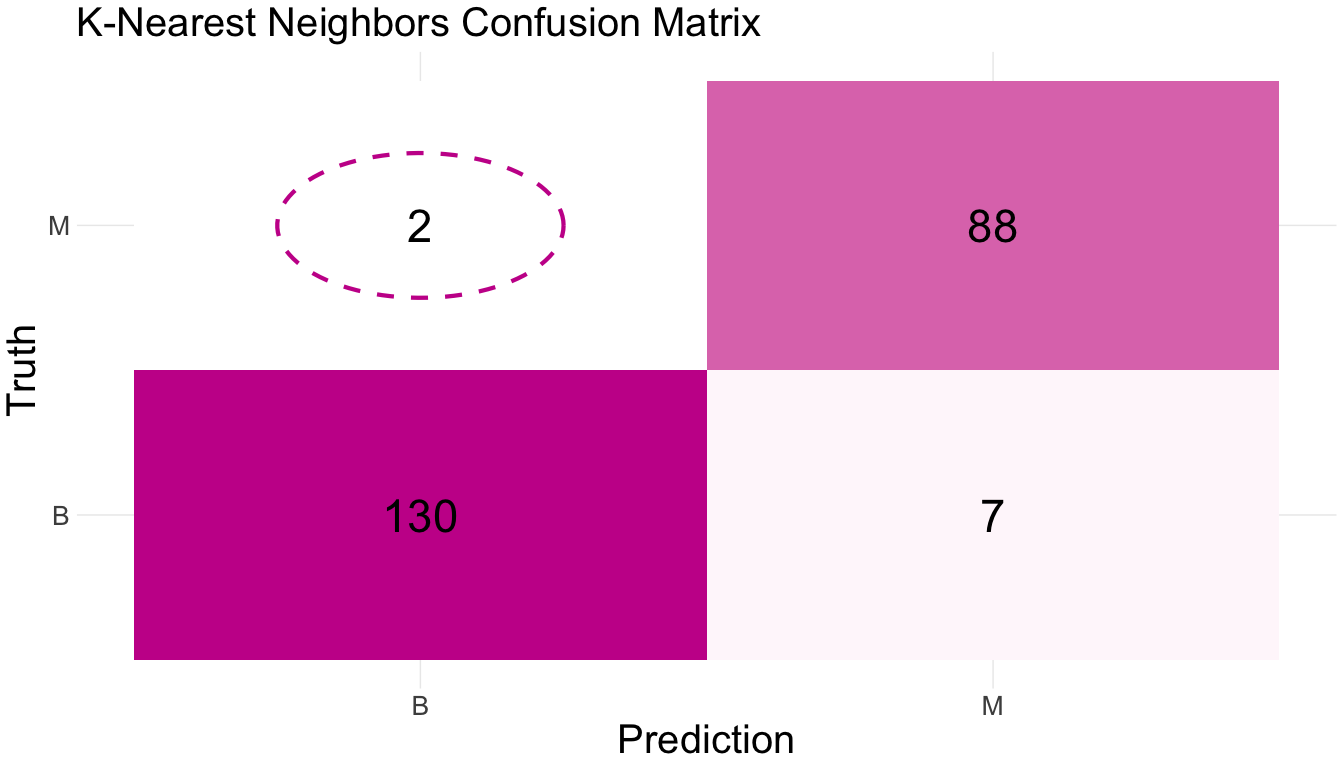 K-Nearest Neighbors Confusion Matrix
M
2
88
Truth
B
130
7
B
M
Prediction